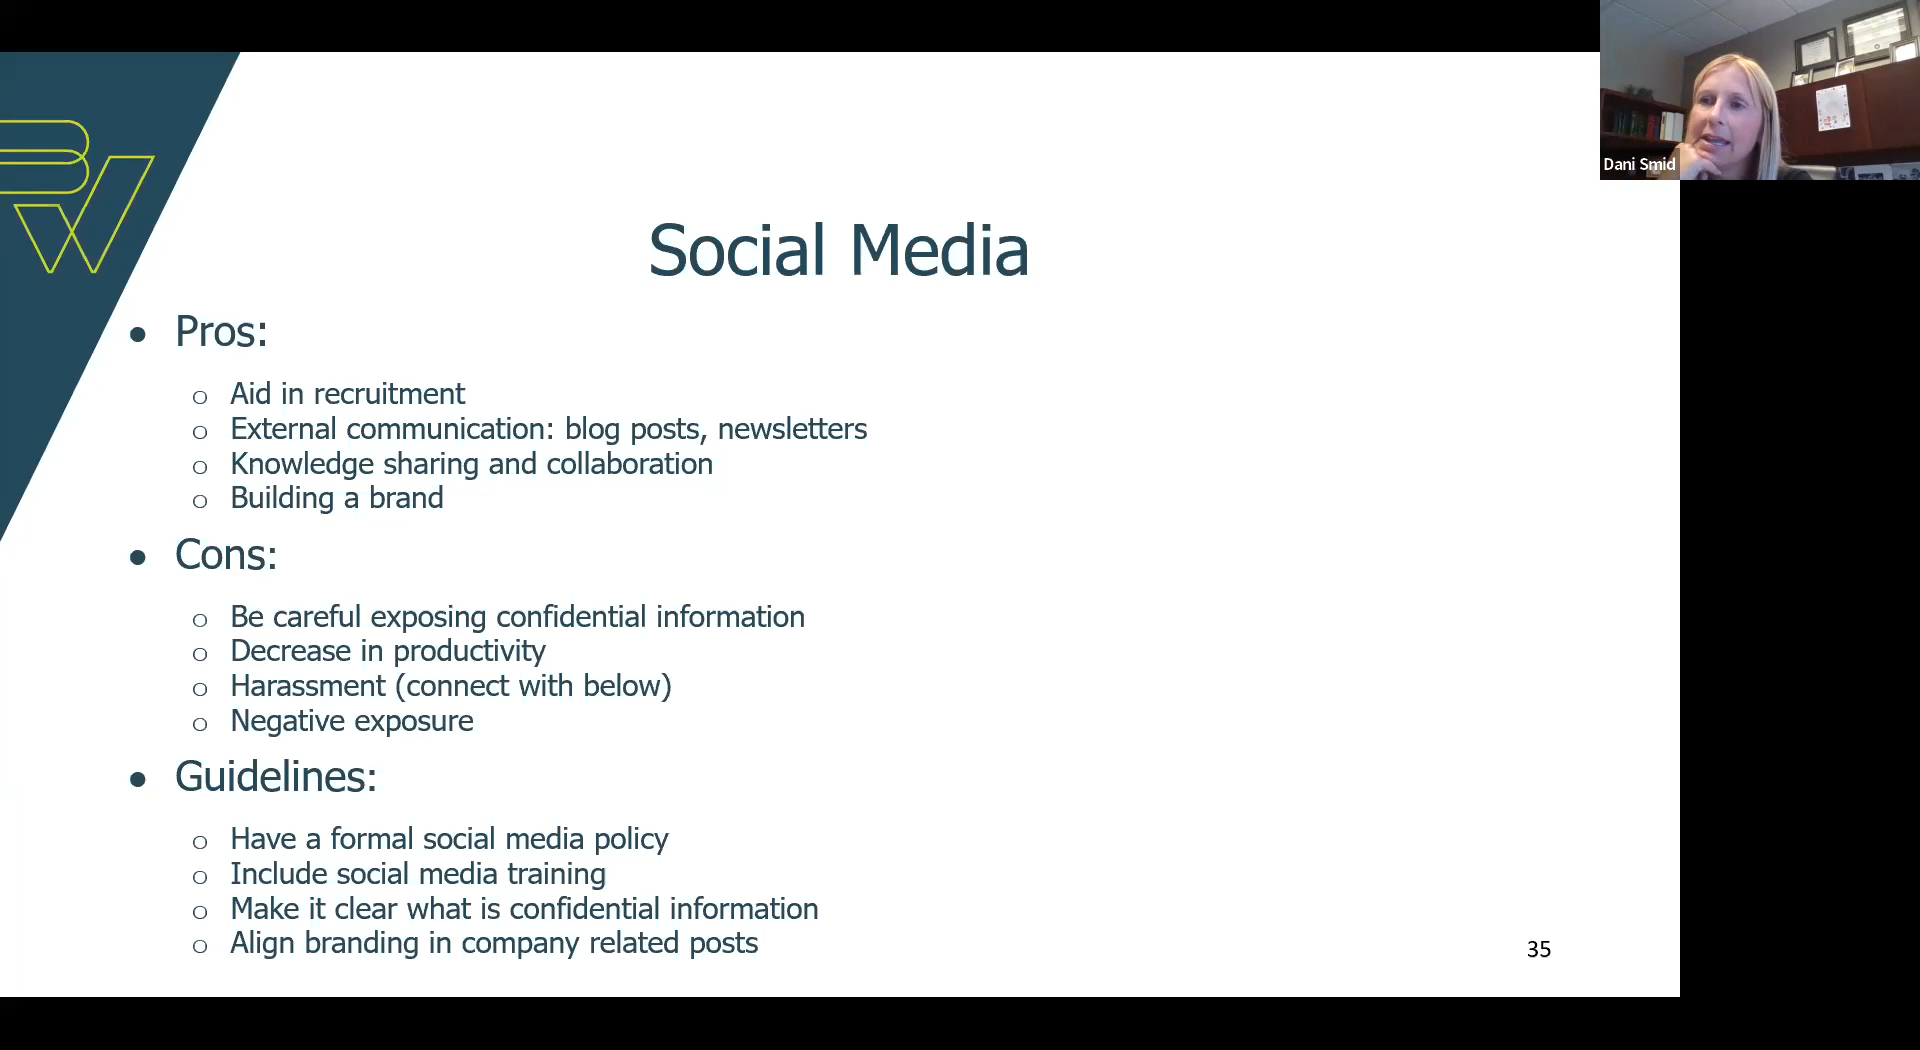 Dani Smid
Social Media
● Pros:
o Aid in recruitment
o External communication: blog posts, newsletters
o Knowledge sharing and collaboration
o Building a brand
● Cons:
o Be careful exposing confidential information
o Decrease in productivity
o Harassment (connect with below)
o Negative exposure
● Guidelines:
o Have a formal social media policy
o Include social media training
o Make it clear what is confidential information
o Align branding in company related posts
35